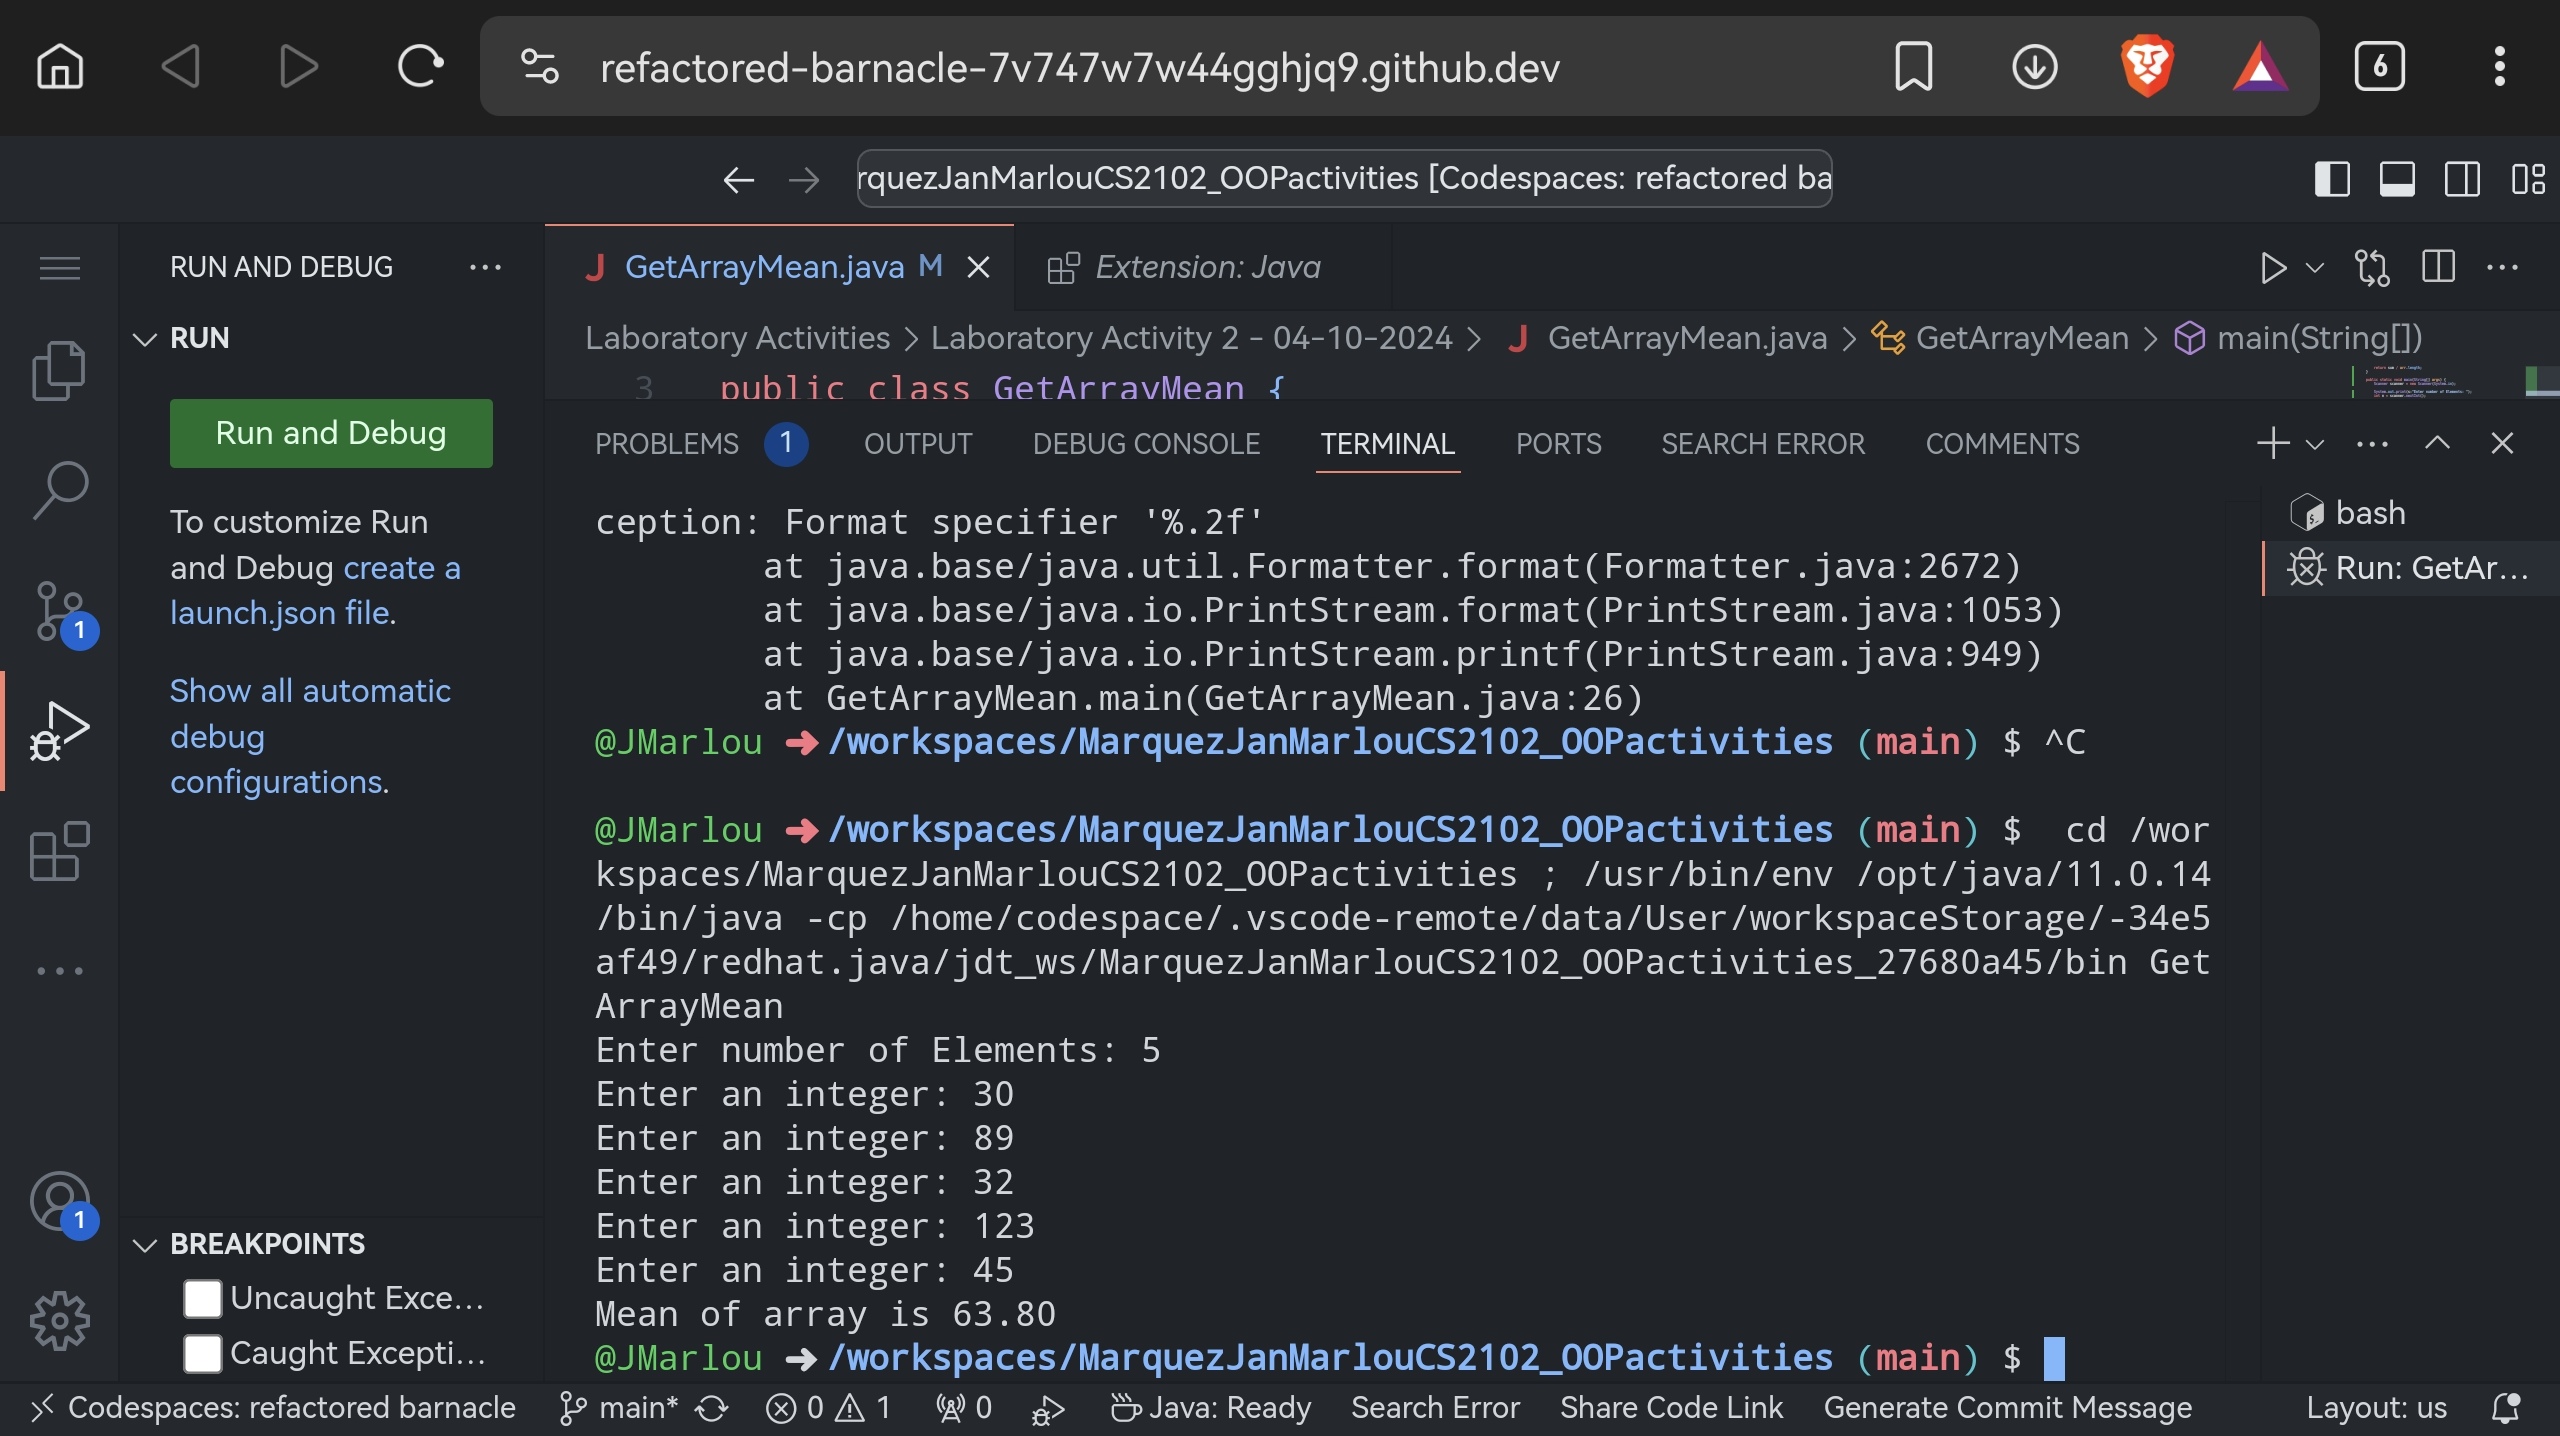 refactored-barnacle-7v747w7w44gghjq9.github.dev
6
rquezJanMarlouCS2102_OOPactivities [Codespaces: refactored ba
RUN AND DEBUG
GetArrayMean.java M
Extension: Java
RUN
Laboratory Activities > Laboratory Activity 2 - 04-10-2024 > GetArrayMean.java > GetArrayMean > main(String[])
3 public class GetArrayMean {
Run and Debug
PROBLEMS 1 OUTPUT DEBUG CONSOLE TERMINAL PORTS SEARCH ERROR COMMENTS
To customize Run
and Debug create a
launch.json file.
Show all automatic
debug
configurations.
1
1
BREAKPOINTS
Uncaught Exce...
Caught Excepti...
ception: Format specifier '%.2f'
at java.base/java.util.Formatter.format(Formatter.java:2672)
at java.base/java.io.PrintStream.format(PrintStream.java:1053)
at java.base/java.io.PrintStream.printf(PrintStream.java:949)
at GetArrayMean.main(GetArrayMean.java:26)
@JMarlou ➜ /workspaces/MarquezJanMarlouCS2102_OOPactivities (main) $ ^C
@JMarlou ➜ /workspaces/MarquezJanMarlouCS2102_OOPactivities (main) $  cd /wor
kspaces/MarquezJanMarlouCS2102_OOPactivities ; /usr/bin/env /opt/java/11.0.14
/bin/java -cp /home/codespace/.vscode-remote/data/User/workspaceStorage/-34e5
af49/redhat.java/jdt_ws/MarquezJanMarlouCS2102_OOPactivities_27680a45/bin Get
ArrayMean
Enter number of Elements: 5
Enter an integer: 30
Enter an integer: 89
Enter an integer: 32
Enter an integer: 123
Enter an integer: 45
Mean of array is 63.80
@JMarlou ➜ /workspaces/MarquezJanMarlouCS2102_OOPactivities (main) $
bash
Run: GetAr...
Codespaces: refactored barnacle main* 0 1 0 Java: Ready Search Error Share Code Link Generate Commit Message Layout: us